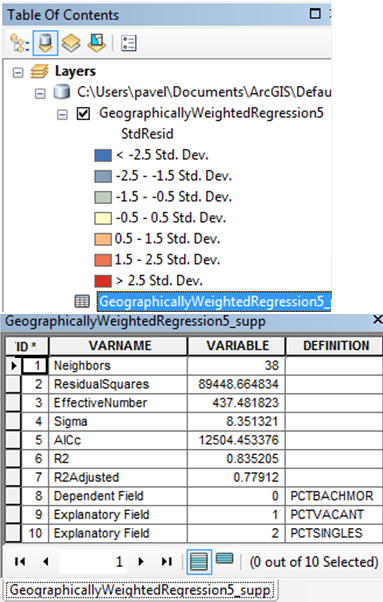 Table Of Contents
Layers
C:\Users\pavel\Documents\ArcGIS\Defau
GeographicallyWeightedRegression5
StdResid
< -2.5 Std. Dev.
-2.5 - -1.5 Std. Dev.
-1.5 - -0.5 Std. Dev.
-0.5 - 0.5 Std. Dev.
0.5 - 1.5 Std. Dev.
1.5 - 2.5 Std. Dev.
> 2.5 Std. Dev.
GeographicallyWeightedRegression5_
GeographicallyWeightedRegression5_supp
ID * VARNAME VARIABLE DEFINITION
1 Neighbors 38
2 ResidualSquares 89448.664834
3 EffectiveNumber 437.481823
4 Sigma 8.351321
5 AICc 12504.453376
6 R2 0.835205
7 R2Adjusted 0.77912
8 Dependent Field 0 PCTBACHMOR
9 Explanatory Field 1 PCTVACANT
10 Explanatory Field 2 PCTSINGLES
1 (0 out of 10 Selected)
GeographicallyWeightedRegression5_supp